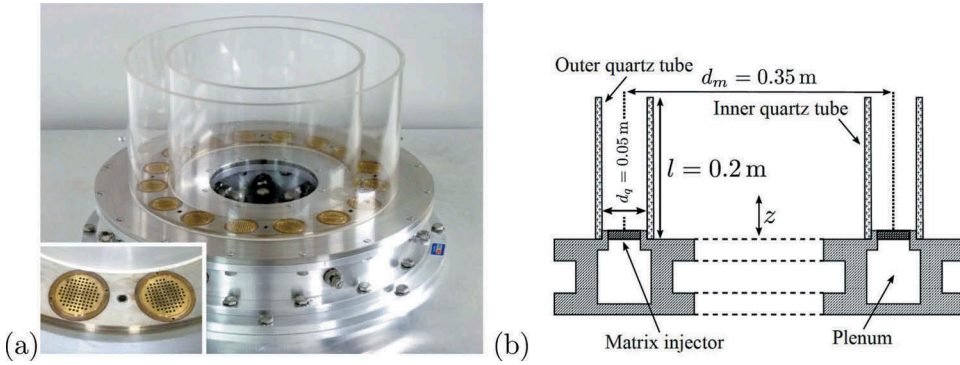 (a)
Outer quartz tube
d_m = 0.35 m
Inner quartz tube
d_q = 0.05 m
l = 0.2 m
z
Matrix injector
Plenum
(b)